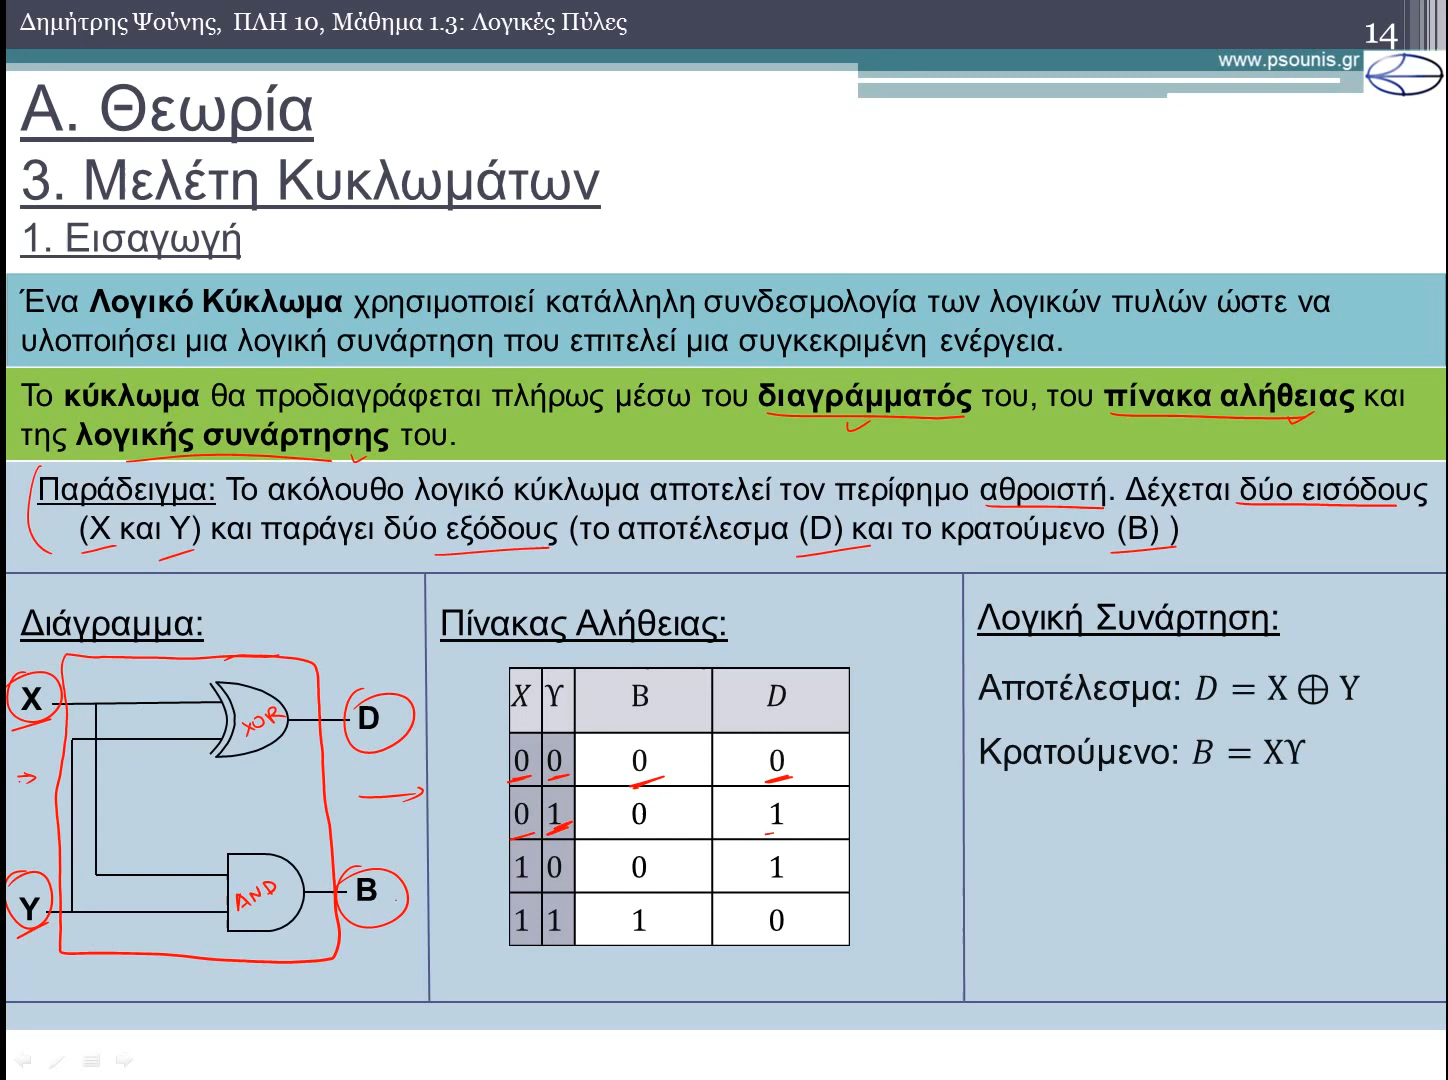 Δημήτρης Ψούνης, ΠΛΗ 10, Μάθημα 1.3: Λογικές Πύλες
14
www.psounis.gr
Α. Θεωρία
3. Μελέτη Κυκλωμάτων
1. Εισαγωγή
Ένα Λογικό Κύκλωμα χρησιμοποιεί κατάλληλη συνδεσμολογία των λογικών πυλών ώστε να
υλοποιήσει μια λογική συνάρτηση που επιτελεί μια συγκεκριμένη ενέργεια.
Το κύκλωμα θα προδιαγράφεται πλήρως μέσω του διαγράμματός του, του πίνακα αλήθειας και
της λογικής συνάρτησης του.
Παράδειγμα: Το ακόλουθο λογικό κύκλωμα αποτελεί τον περίφημο αθροιστή. Δέχεται δύο εισόδους
(Χ και Υ) και παράγει δύο εξόδους (το αποτέλεσμα (D) και το κρατούμενο (B) )
Διάγραμμα:
X
XOR
D
Y
AND
B
Πίνακας Αλήθειας:
X Y B D
0 0 0 0
0 1 0 1
1 0 0 1
1 1 1 0
Λογική Συνάρτηση:
Αποτέλεσμα: D = X ⊕ Y
Κρατούμενο: B = XY